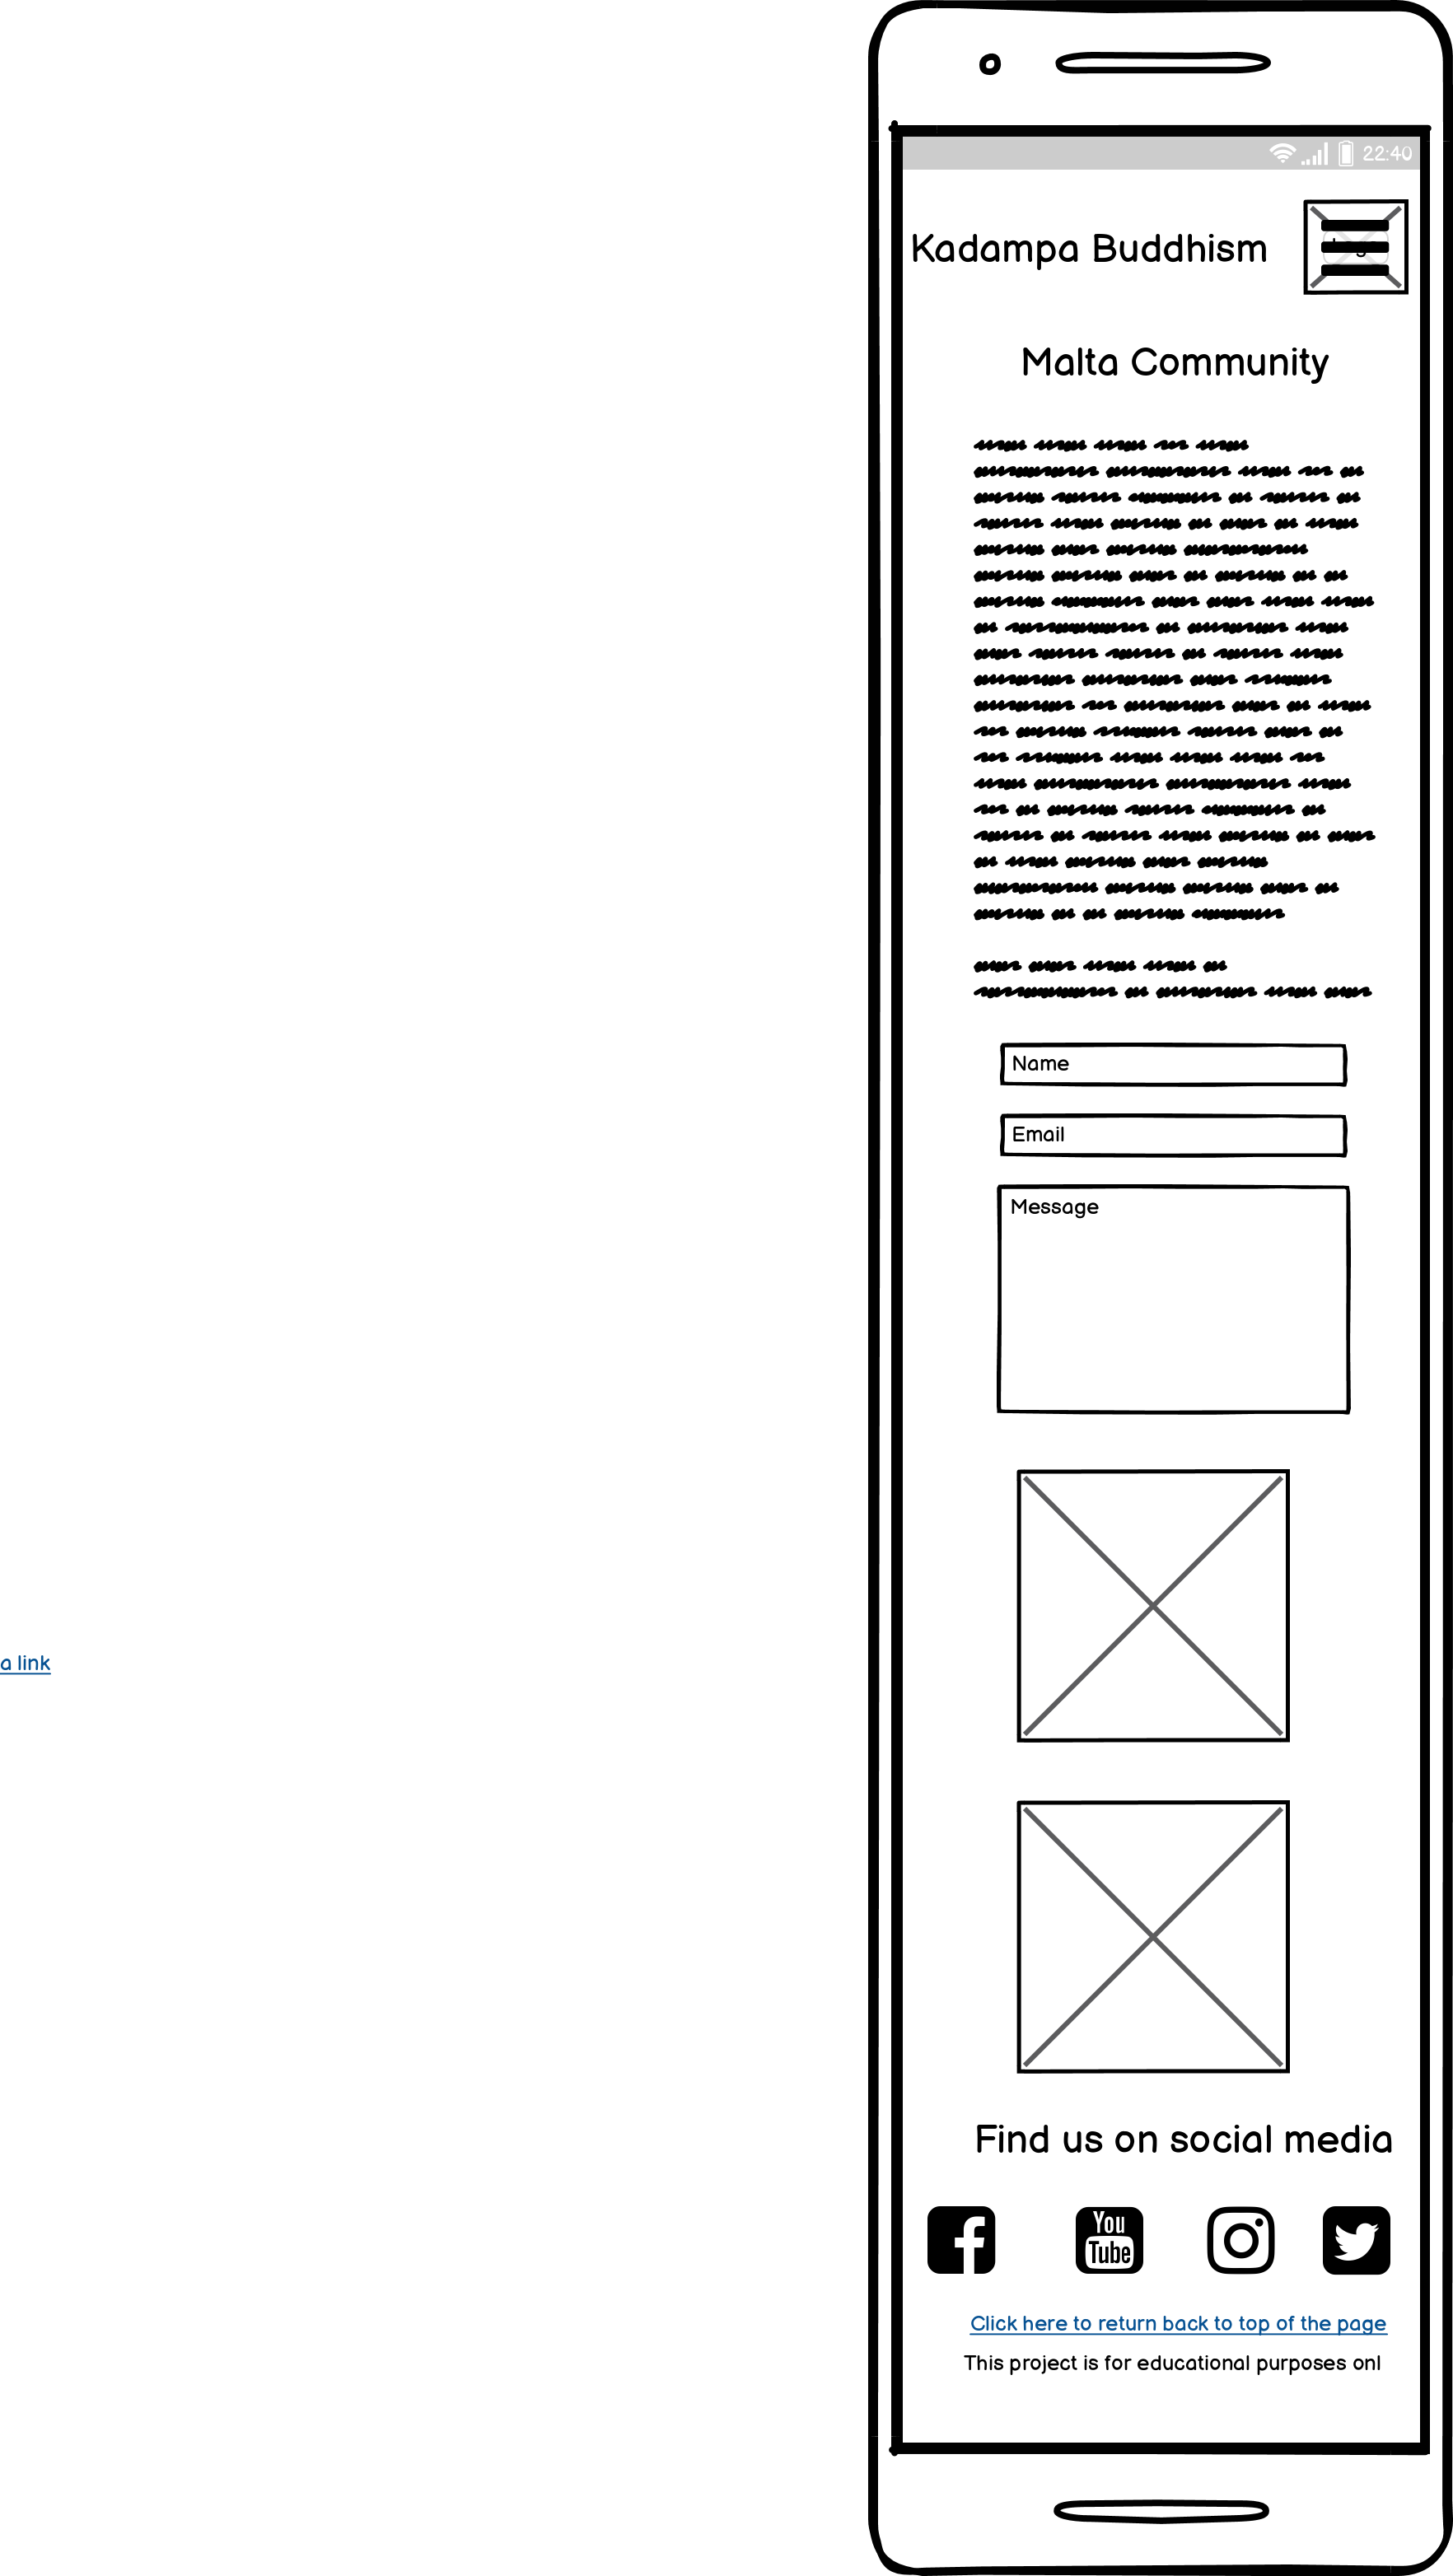 22:40
Kadampa Buddhism
Malta Community
Name
Email
Message
a link
Find us on social media
You
Tube
Click here to return back to top of the page
This project is for educational purposes onl